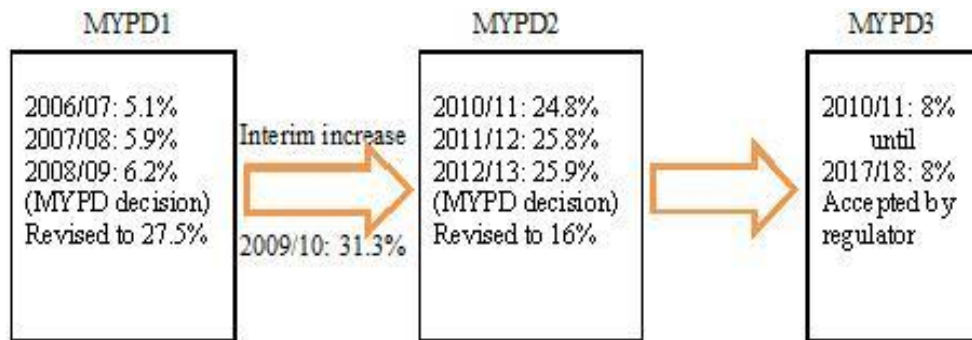 MYPD1
2006/07: 5.1%
2007/08: 5.9%
2008/09: 6.2%
(MYPD decision)
Revised to 27.5%
Interim increase
2009/10: 31.3%
MYPD2
2010/11: 24.8%
2011/12: 25.8%
2012/13: 25.9%
(MYPD decision)
Revised to 16%
MYPD3
2010/11: 8%
until
2017/18: 8%
Accepted by
regulator